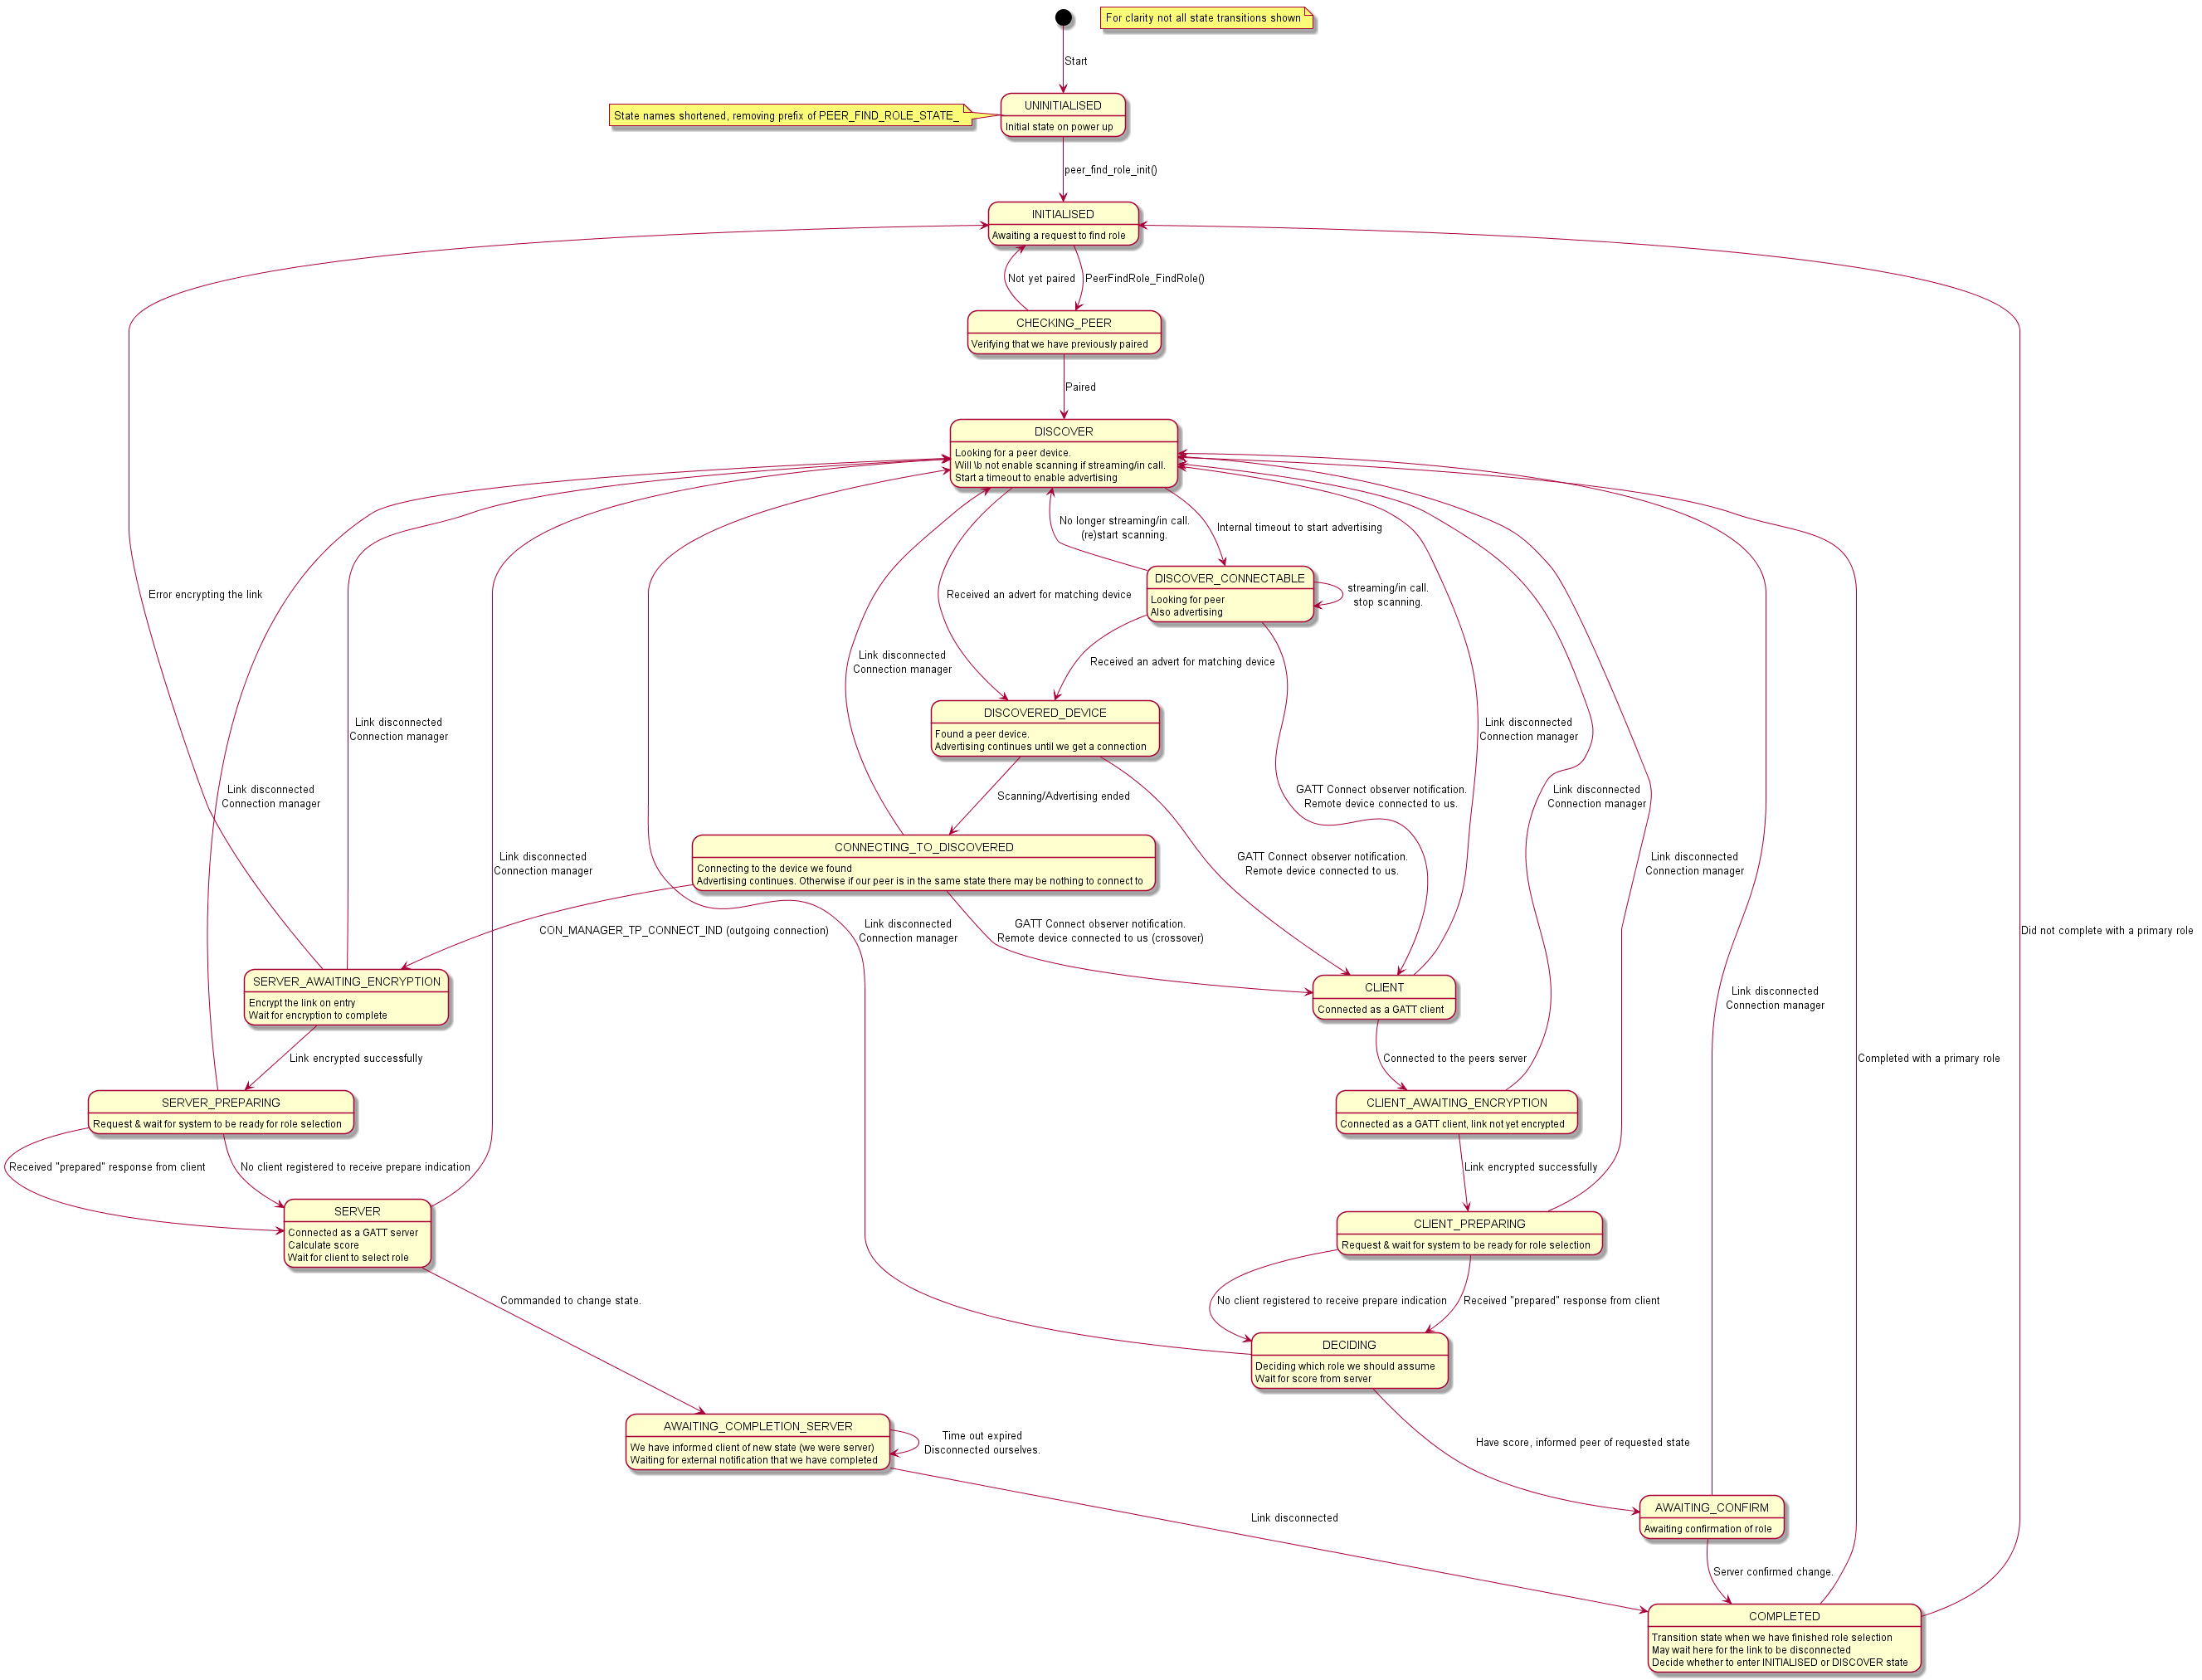 For clarity not all state transitions shown
Start
UNINITIALISED
Initial state on power up
State names shortened, removing prefix of PEER_FIND_ROLE_STATE_
peer_find_role_init()
INITIALISED
Awaiting a request to find role
Not yet paired
PeerFindRole_FindRole()
CHECKING_PEER
Verifying that we have previously paired
Paired
DISCOVER
Looking for a peer device.
Will \b not enable scanning if streaming/in call.
Start a timeout to enable advertising
No longer streaming/in call.
(re)start scanning.
Internal timeout to start advertising
DISCOVER_CONNECTABLE
Looking for peer
Also advertising
streaming/in call.
stop scanning.
Error encrypting the link
Received an advert for matching device
Link disconnected
Connection manager
Received an advert for matching device
DISCOVERED_DEVICE
Found a peer device.
Advertising continues until we get a connection
Link disconnected
Connection manager
Link disconnected
Connection manager
Link disconnected
Connection manager
Scanning/Advertising ended
GATT Connect observer notification.
Remote device connected to us.
Link disconnected
Connection manager
CONNECTING_TO_DISCOVERED
Connecting to the device we found
Advertising continues. Otherwise if our peer is in the same state there may be nothing to connect to
Link disconnected
Connection manager
GATT Connect observer notification.
Remote device connected to us.
Link disconnected
Connection manager
CON_MANAGER_TP_CONNECT_IND (outgoing connection)
Link disconnected
Connection manager
GATT Connect observer notification.
Remote device connected to us (crossover)
Did not complete with a primary role
SERVER_AWAITING_ENCRYPTION
Encrypt the link on entry
Wait for encryption to complete
CLIENT
Connected as a GATT client
Link disconnected
Connection manager
Link encrypted successfully
Connected to the peers server
Completed with a primary role
SERVER_PREPARING
Request & wait for system to be ready for role selection
CLIENT_AWAITING_ENCRYPTION
Connected as a GATT client, link not yet encrypted
Received "prepared" response from client
No client registered to receive prepare indication
Link encrypted successfully
SERVER
Connected as a GATT server
Calculate score
Wait for client to select role
CLIENT_PREPARING
Request & wait for system to be ready for role selection
Commanded to change state.
No client registered to receive prepare indication
Received "prepared" response from client
DECIDING
Deciding which role we should assume
Wait for score from server
AWAITING_COMPLETION_SERVER
We have informed client of new state (we were server)
Waiting for external notification that we have completed
Time out expired
Disconnected ourselves.
Have score, informed peer of requested state
Link disconnected
AWAITING_CONFIRM
Awaiting confirmation of role
Server confirmed change.
COMPLETED
Transition state when we have finished role selection
May wait here for the link to be disconnected
Decide whether to enter INITIALISED or DISCOVER state